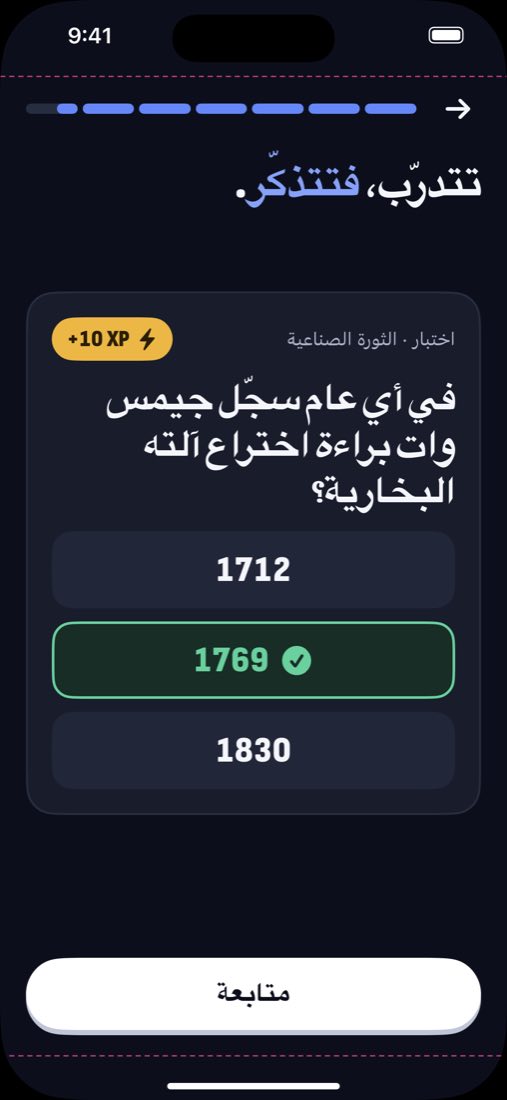 9:41
تتدرّب، فتتذكّر.
اختبار · الثورة الصناعية
+10 XP
في أي عام سجّل جيمس
وات براءة اختراع آلته
البخارية؟
1712
1769
1830
متابعة